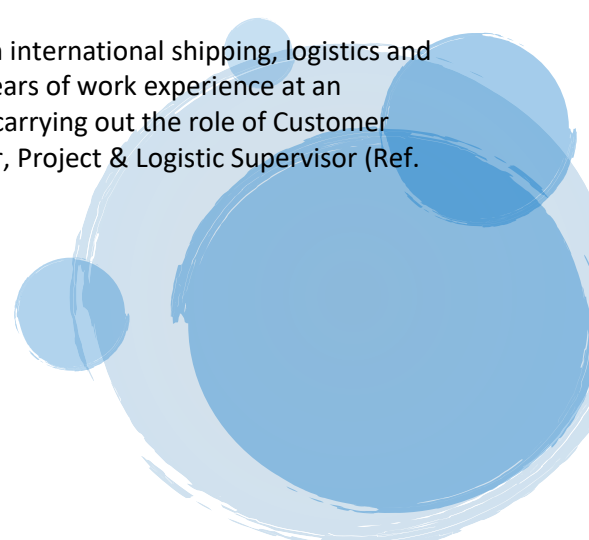 international shipping, logistics and
ears of work experience at an
carrying out the role of Customer
, Project & Logistic Supervisor (Ref.